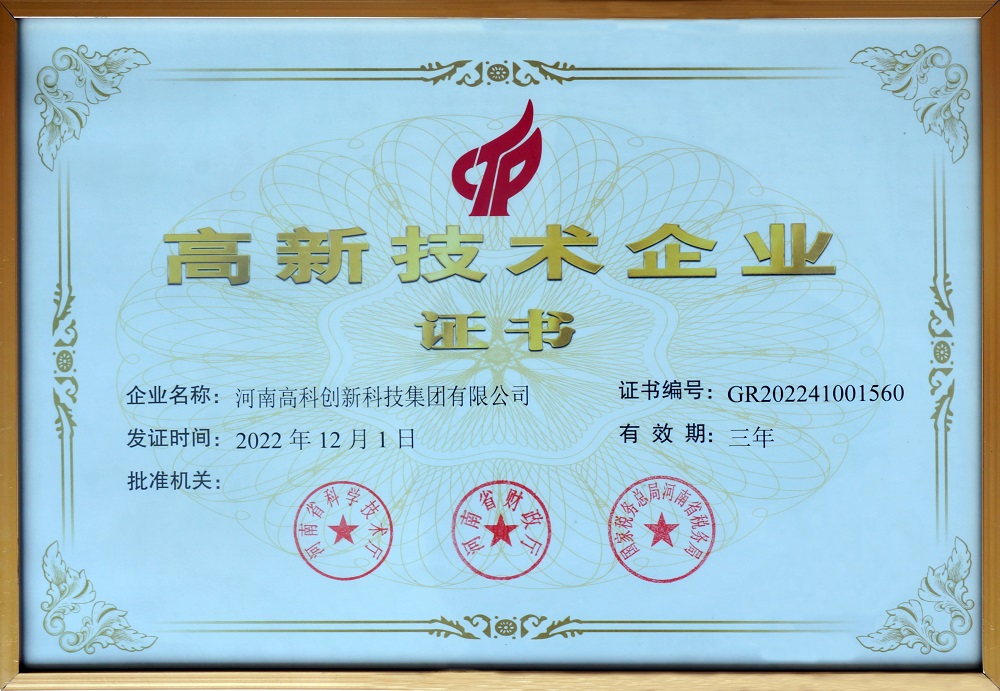 CTP
高新技术企业
证书
企业名称：河南高科创新科技集团有限公司
证书编号：GR202241001560
发证时间：2022年12月1日
有效期：三年
批准机关：
河南省科学技术厅
河南省财政厅
国家税务总局河南省税务局